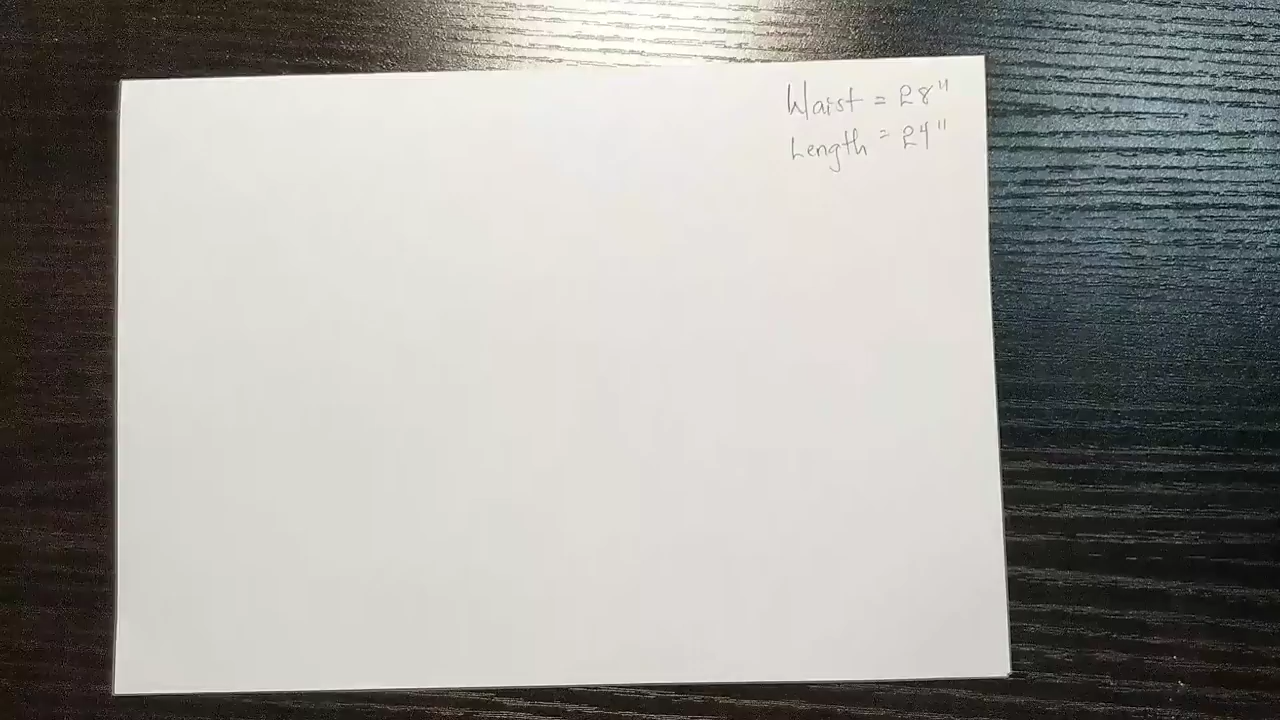 Waist = 28"
Length = 24"